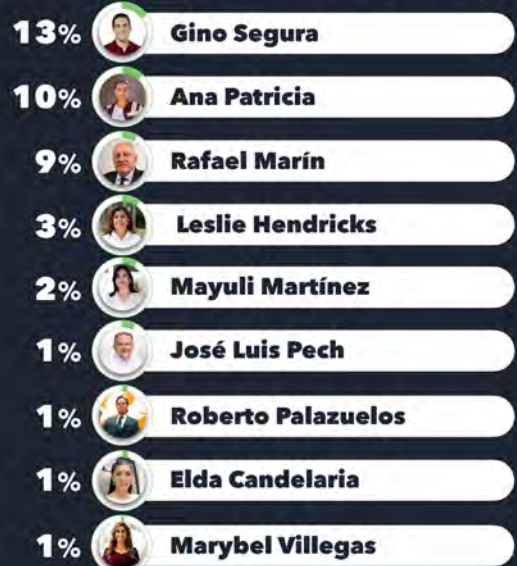 13% Gino Segura
10% Ana Patricia
9% Rafael Marín
3% Leslie Hendricks
2% Mayuli Martínez
1% José Luis Pech
1% Roberto Palazuelos
1% Elda Candelaria
1% Marybel Villegas